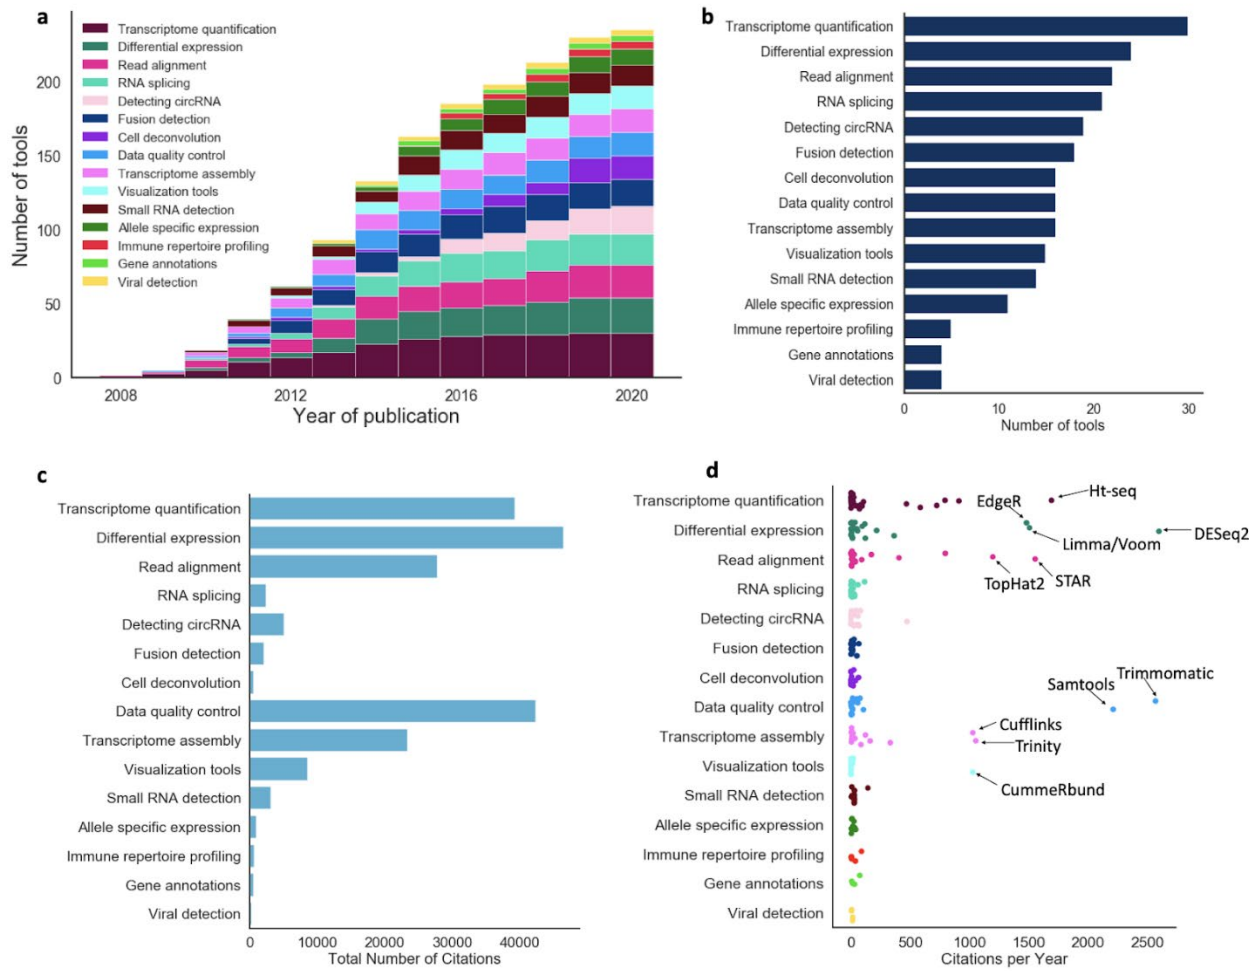 a
Transcriptome quantification
Differential expression
Read alignment
RNA splicing
Detecting circRNA
Fusion detection
Cell deconvolution
Data quality control
Transcriptome assembly
Visualization tools
Small RNA detection
Allele specific expression
Immune repertoire profiling
Gene annotations
Viral detection
Number of tools
200
150
100
50
0
2008
2012
2016
2020
Year of publication
b
Transcriptome quantification
Differential expression
Read alignment
RNA splicing
Detecting circRNA
Fusion detection
Cell deconvolution
Data quality control
Transcriptome assembly
Visualization tools
Small RNA detection
Allele specific expression
Immune repertoire profiling
Gene annotations
Viral detection
0
10
20
30
Number of tools
c
Transcriptome quantification
Differential expression
Read alignment
RNA splicing
Detecting circRNA
Fusion detection
Cell deconvolution
Data quality control
Transcriptome assembly
Visualization tools
Small RNA detection
Allele specific expression
Immune repertoire profiling
Gene annotations
Viral detection
0
10000
20000
30000
40000
Total Number of Citations
d
Transcriptome quantification
Differential expression
Read alignment
RNA splicing
Detecting circRNA
Fusion detection
Cell deconvolution
Data quality control
Transcriptome assembly
Visualization tools
Small RNA detection
Allele specific expression
Immune repertoire profiling
Gene annotations
Viral detection
EdgeR
Ht-seq
Limma/Voom
DESeq2
TopHat2
STAR
Samtools
Trimmomatic
Cufflinks
Trinity
CummeRbund
0
500
1000
1500
2000
2500
Citations per Year